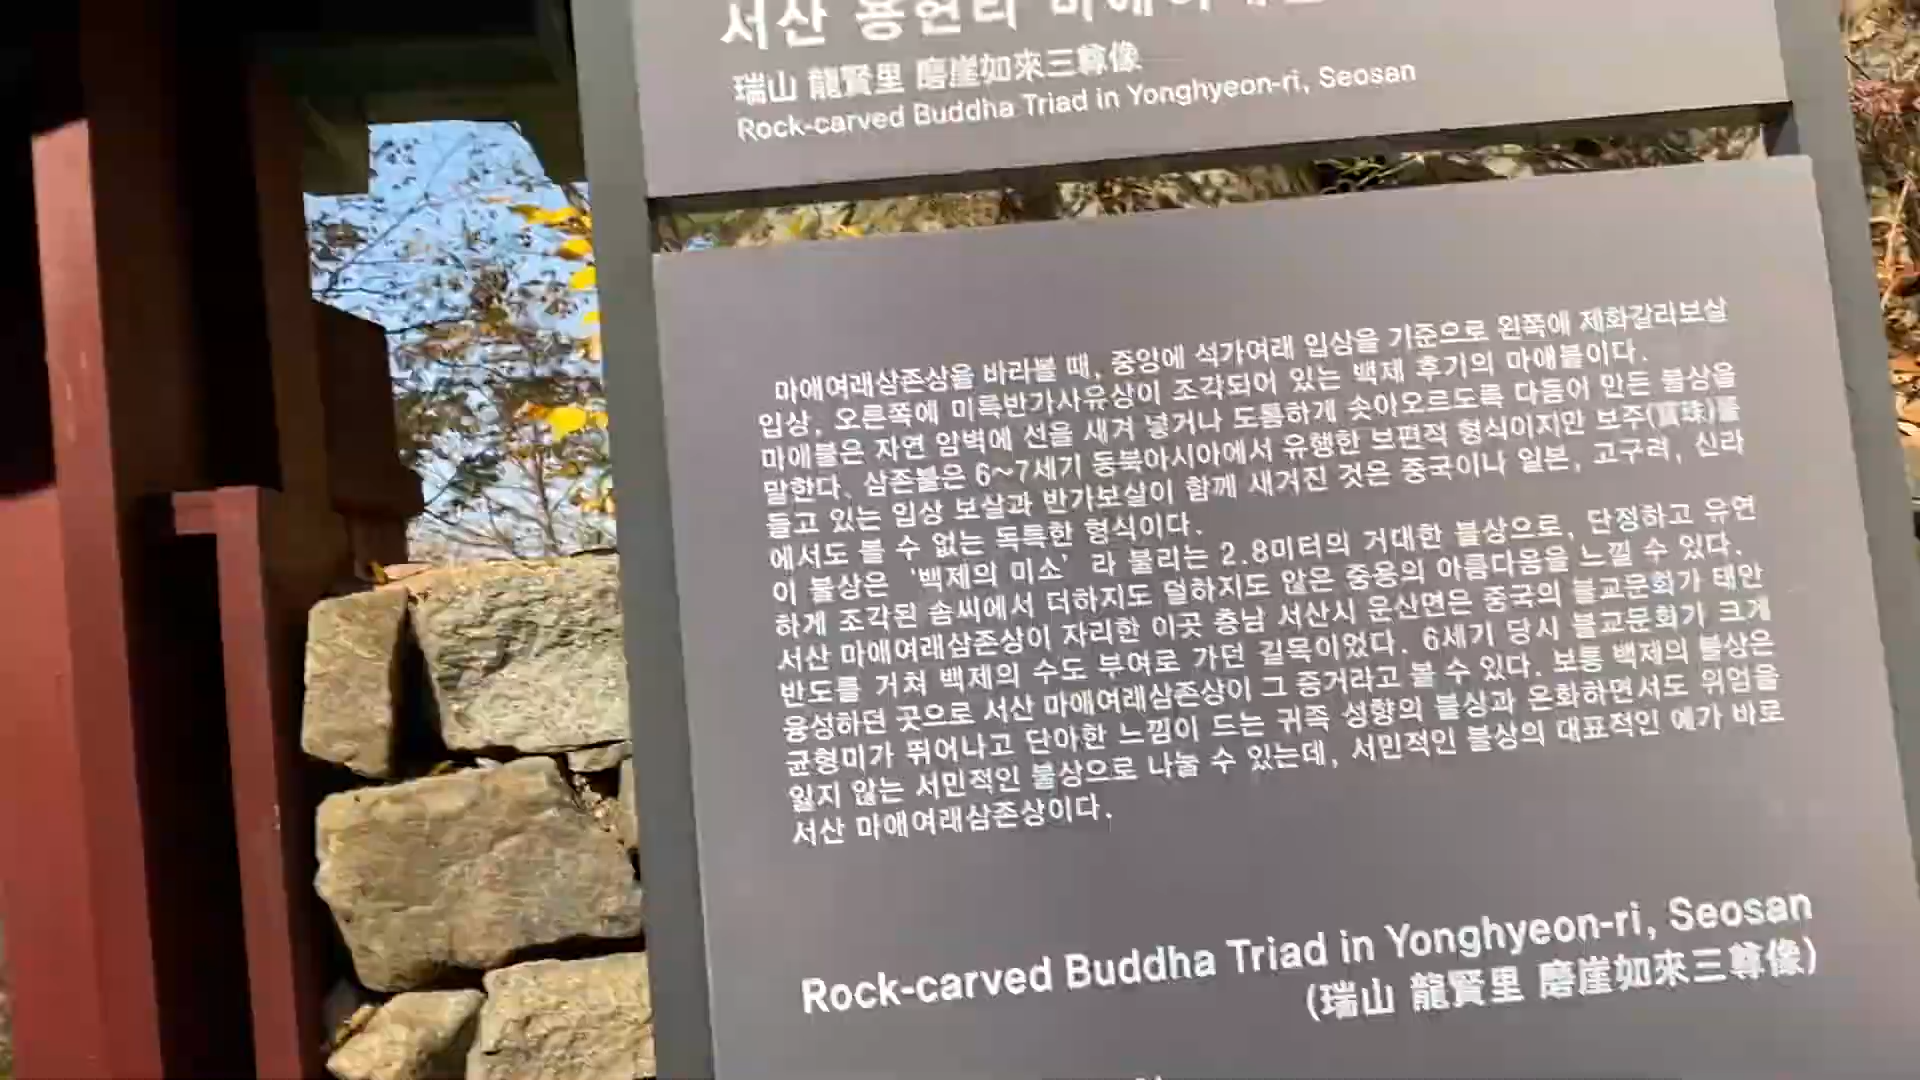 서산 용현리 마애여래삼존상
瑞山 龍賢里 磨崖如來三尊像
Rock-carved Buddha Triad in Yonghyeon-ri, Seosan
마애여래삼존상을 바라볼 때, 중앙에 석가여래 입상을 기준으로 왼쪽에 제화갈라보살
입상, 오른쪽에 미륵반가사유상이 조각되어 있는 백제 후기의 마애불이다.
마애불은 자연 암벽에 선을 새겨 넣거나 도톰하게 솟아오르도록 다듬어 만든 불상을
말한다. 삼존불은 6~7세기 동북아시아에서 유행한 보편적 형식이지만 보주(寶珠)를
들고 있는 입상 보살과 반가보살이 함께 새겨진 것은 중국이나 일본, 고구려, 신라
에서도 볼 수 없는 독특한 형식이다.
이 불상은 '백제의 미소' 라 불리는 2.8미터의 거대한 불상으로, 단정하고 유연
하게 조각된 솜씨에서 더하지도 덜하지도 않은 중용의 아름다움을 느낄 수 있다.
서산 마애여래삼존상이 자리한 이곳 충남 서산시 운산면은 중국의 불교문화가 태안
반도를 거쳐 백제의 수도 부여로 가던 길목이었다. 6세기 당시 불교문화가 크게
융성하던 곳으로 서산 마애여래삼존상이 그 증거라고 볼 수 있다. 보통 백제의 불상은
균형미가 뛰어나고 단아한 느낌이 드는 귀족 성향의 불상과 온화하면서도 위엄을
잃지 않는 서민적인 불상으로 나눌 수 있는데, 서민적인 불상의 대표적인 예가 바로
서산 마애여래삼존상이다.
Rock-carved Buddha Triad in Yonghyeon-ri, Seosan
(瑞山 龍賢里 磨崖如來三尊像)